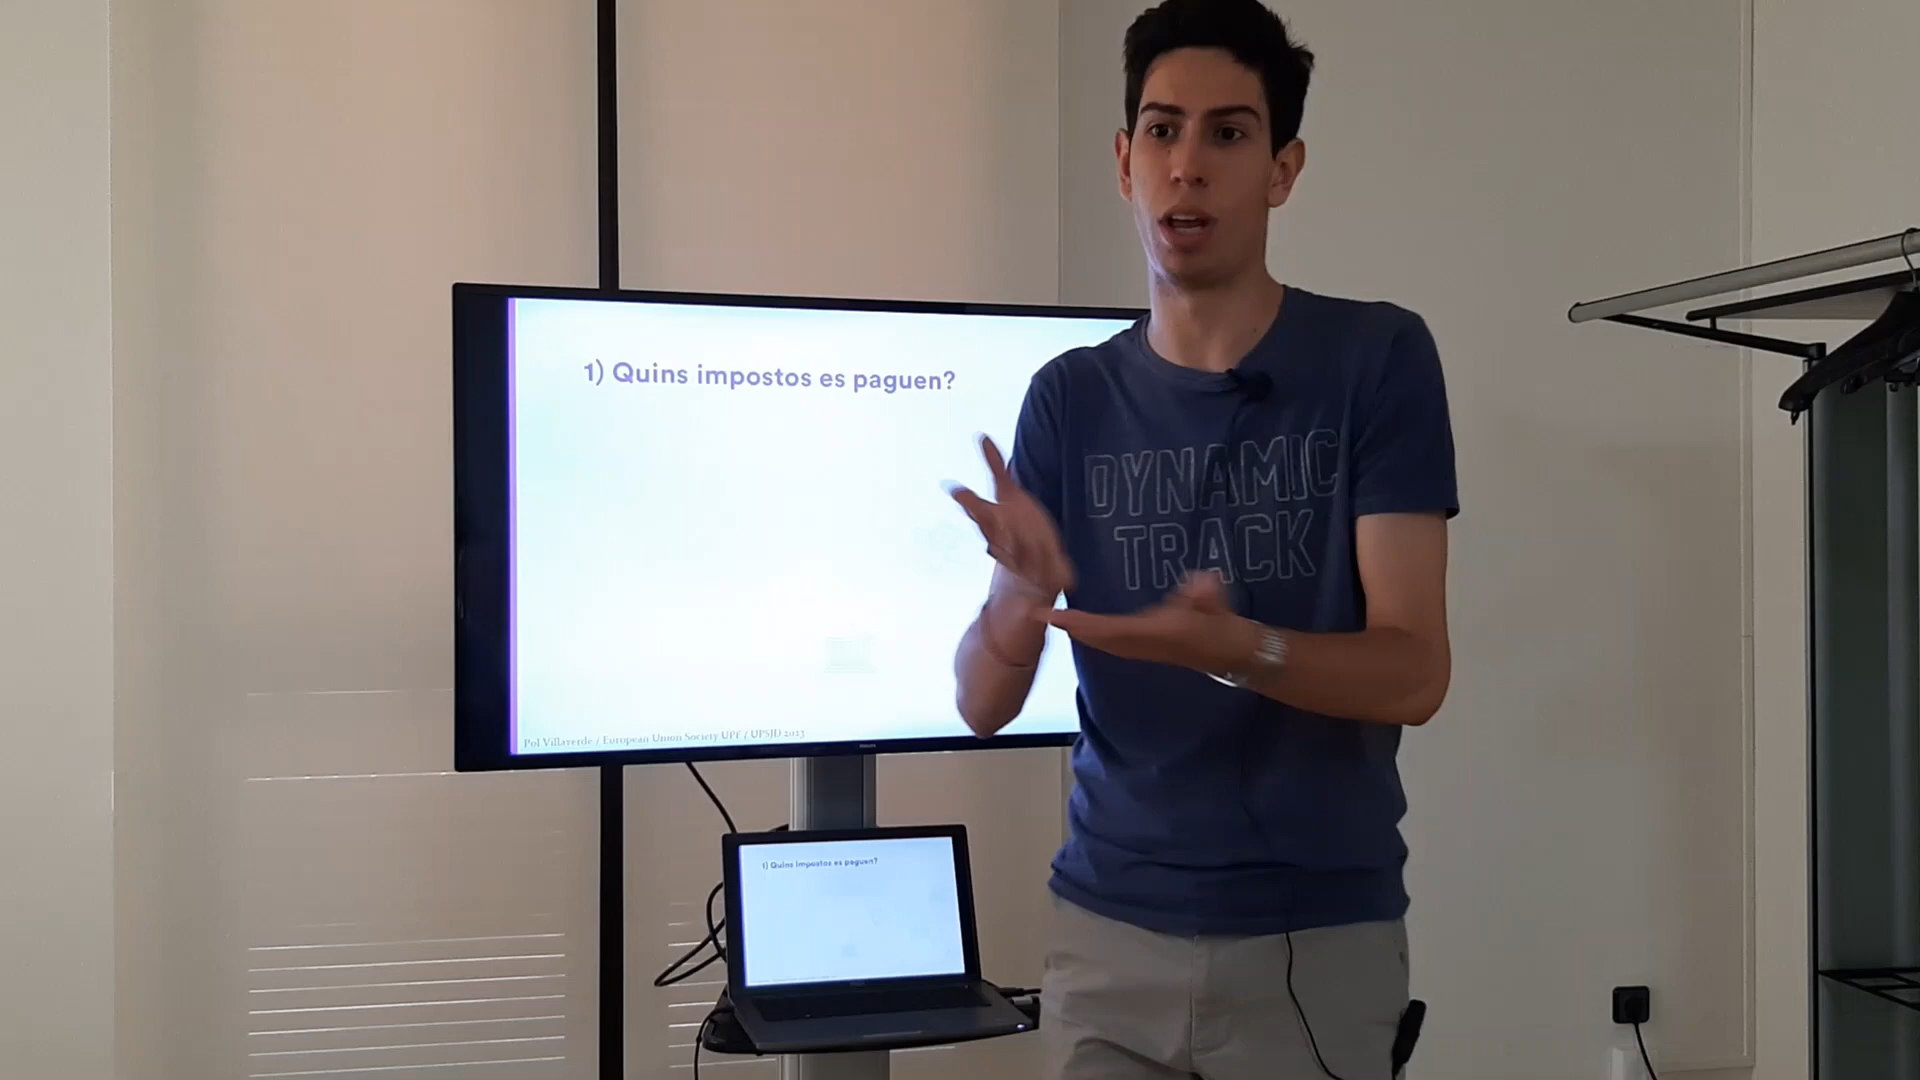 1) Quins impostos es paguen?
DYNAMIC
TRACK
Pol Villaverde / European Union Society UPF / UPSJD 2023
1) Quins impostos es paguen?